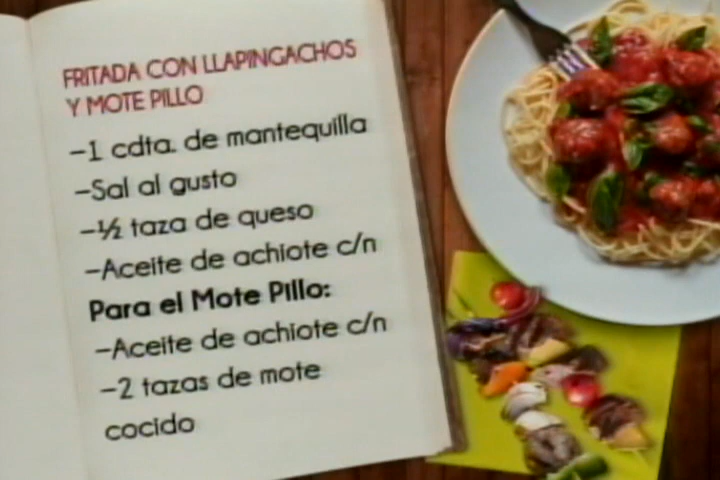 FRITADA CON LLAPINGACHOS
Y MOTE PILLO
-1 cdta. de mantequilla
-Sal al gusto
-½ taza de queso
-Aceite de achiote c/n
Para el Mote Pillo:
-Aceite de achiote c/n
-2 tazas de mote
cocido